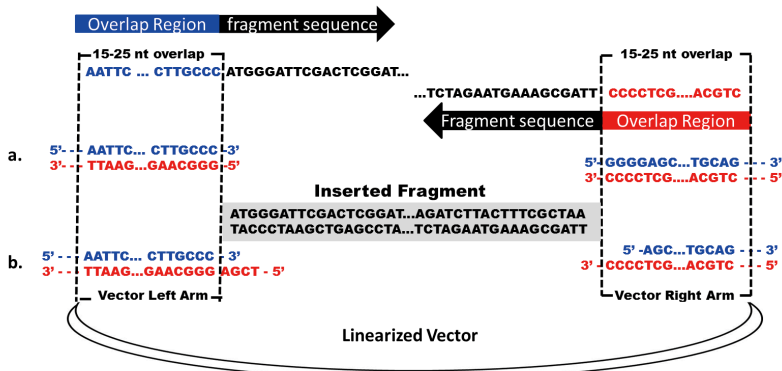 Overlap Region fragment sequence
15-25 nt overlap 15-25 nt overlap
AATTC ... CTTGCCC ATGGGATTCGACTCGGAT...
...TCTAGAATGAAAGCGATT CCCCTCG....ACGTC
Fragment sequence Overlap Region
a. 5'- - - AATTC... CTTGCCC -3' 5'- GGGGAGC...TGCAG - - - 3'
3'- - - TTAAG...GAACGGG -5' 3'- CCCCTCG....ACGTC - - - 5'
Inserted Fragment
ATGGGATTCGACTCGGAT...AGATCTTACTTTCGCTAA
TACCCTAAGCTGAGCCTA...TCTAGAATGAAAGCGATT
b. 5'- - - AATTC... CTTGCCC - 3' 5'- AGC...TGCAG - - - 3'
3'- - - TTAAG... GAACGGG AGCT - 5' 3'- CCCCTCG...ACGTC - - - 5'
Vector Left Arm Vector Right Arm
Linearized Vector